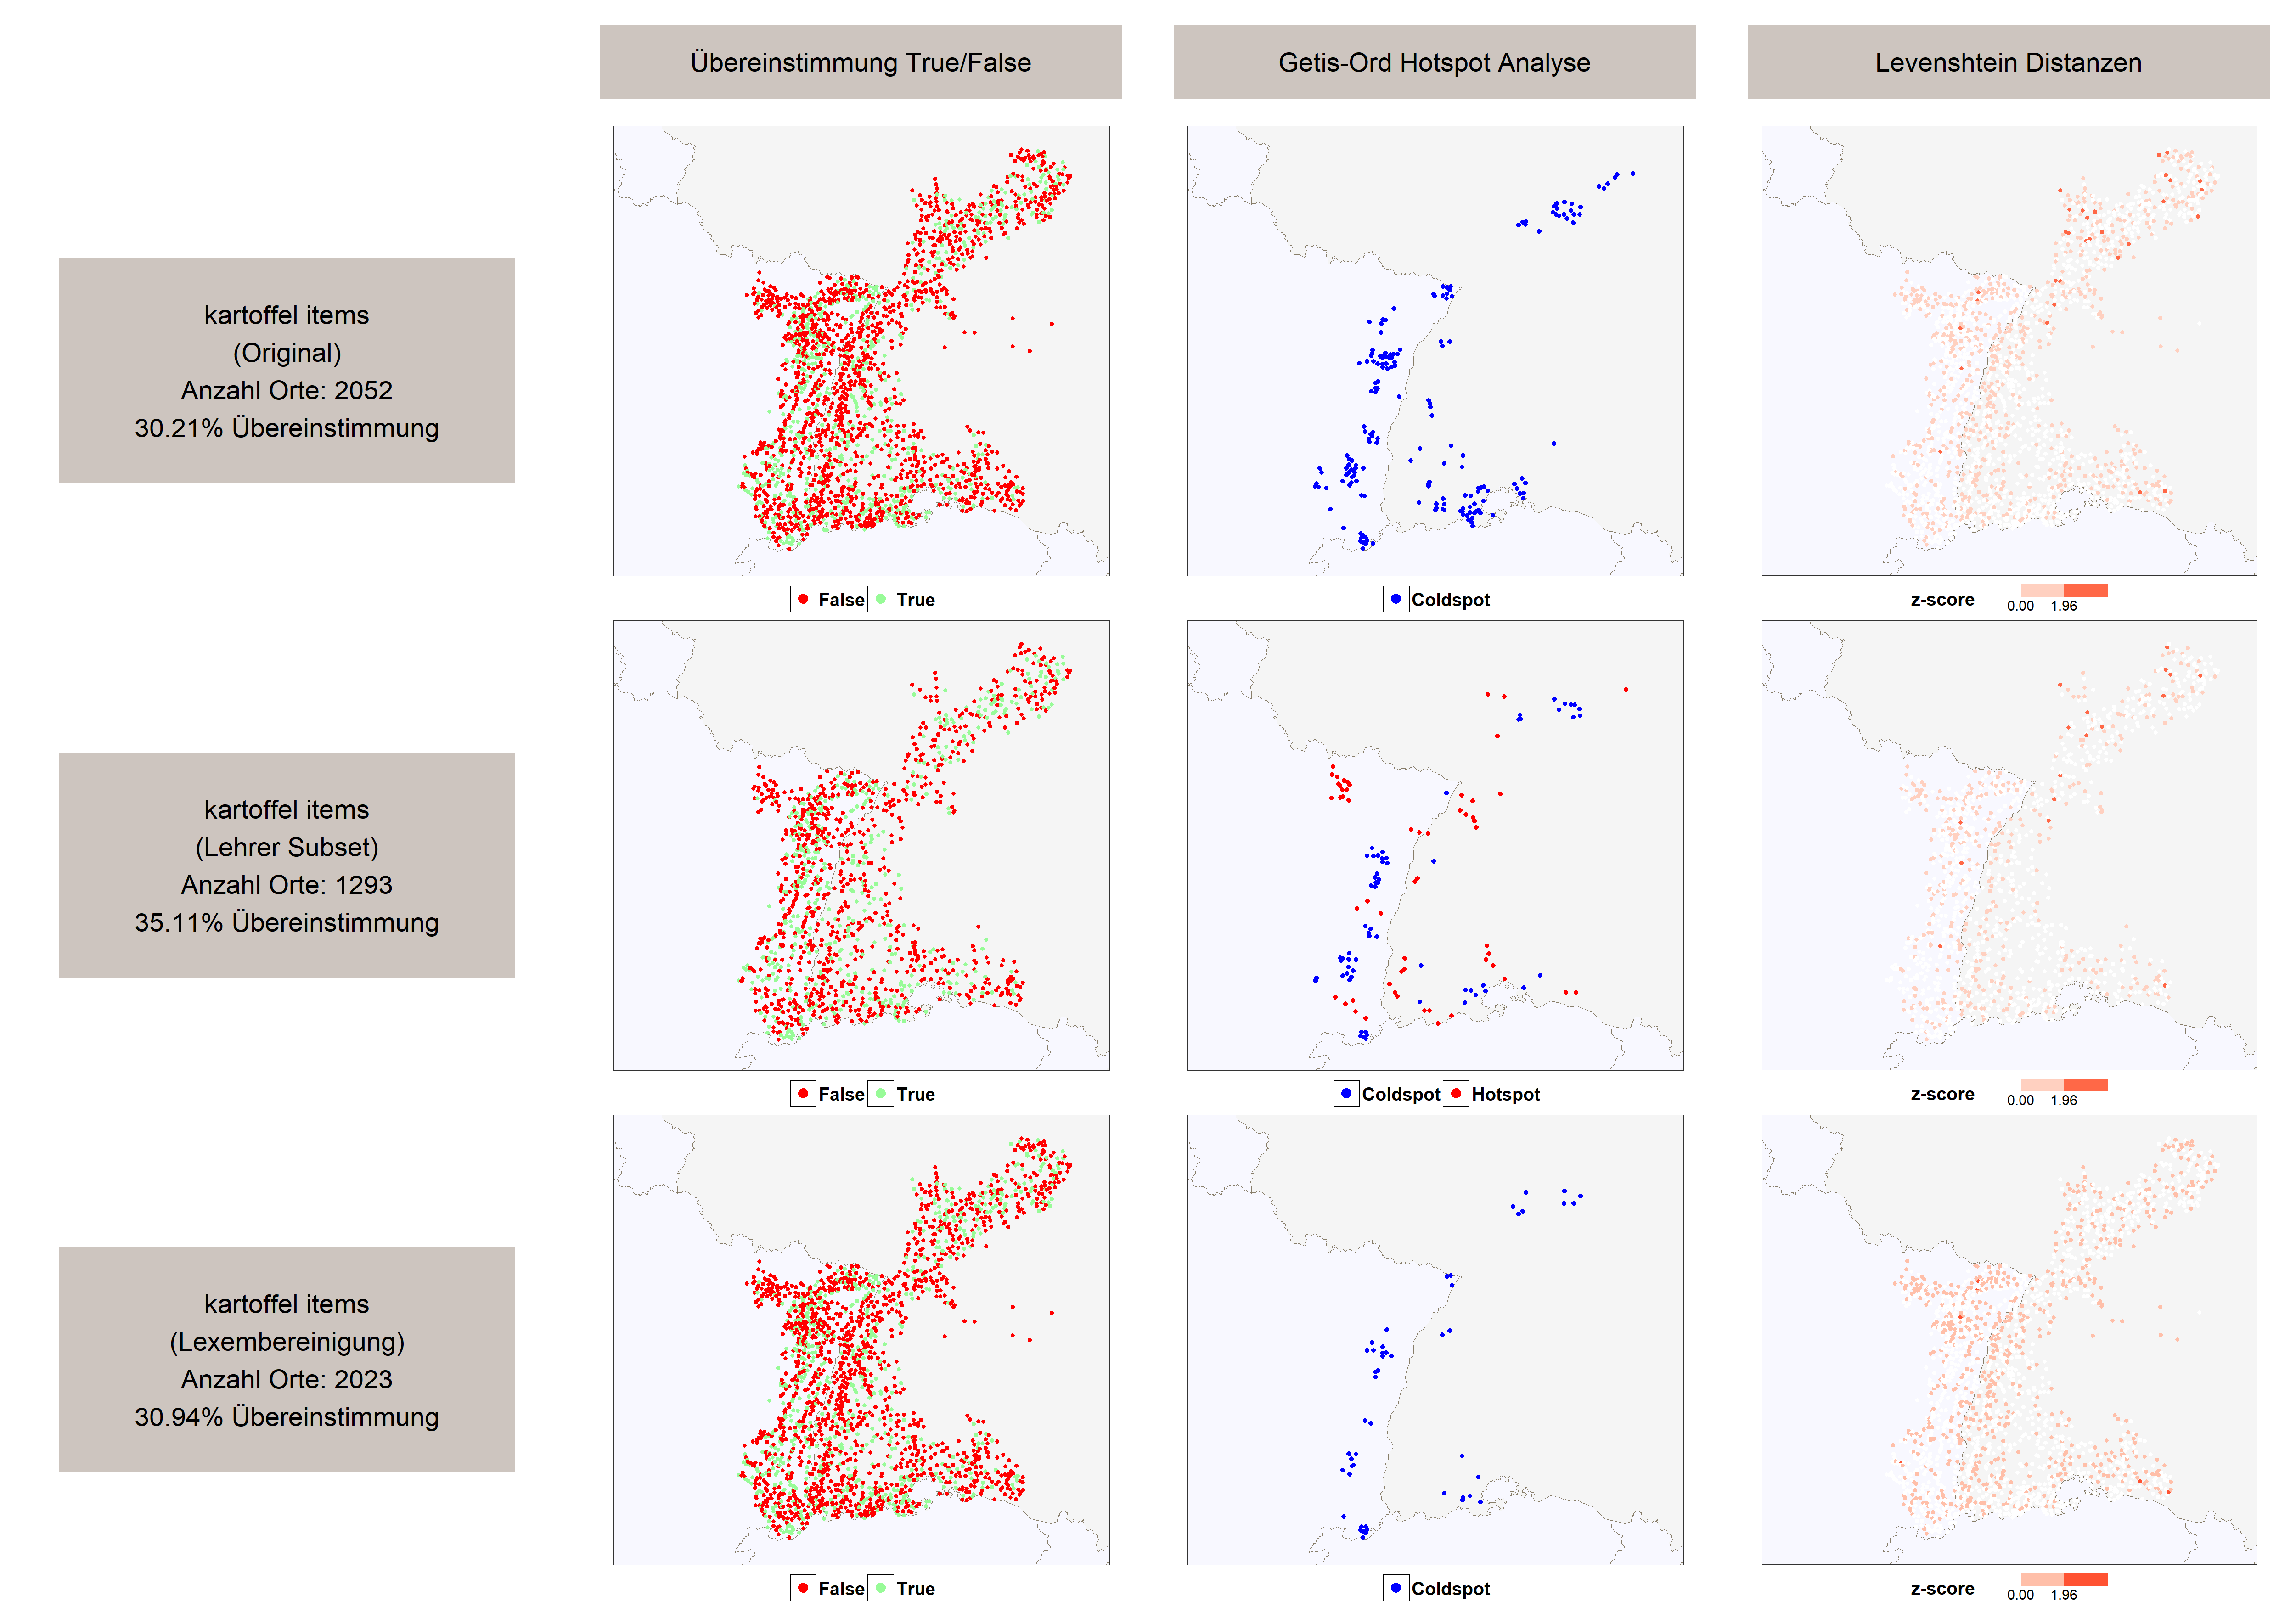 Übereinstimmung True/False
Getis-Ord Hotspot Analyse
Levenshtein Distanzen
kartoffel items
(Original)
Anzahl Orte: 2052
30.21% Übereinstimmung
False True
Coldspot
z-score
0.00 1.96
kartoffel items
(Lehrer Subset)
Anzahl Orte: 1293
35.11% Übereinstimmung
False True
Coldspot Hotspot
z-score
0.00 1.96
kartoffel items
(Lexembereinigung)
Anzahl Orte: 2023
30.94% Übereinstimmung
False True
Coldspot
z-score
0.00 1.96